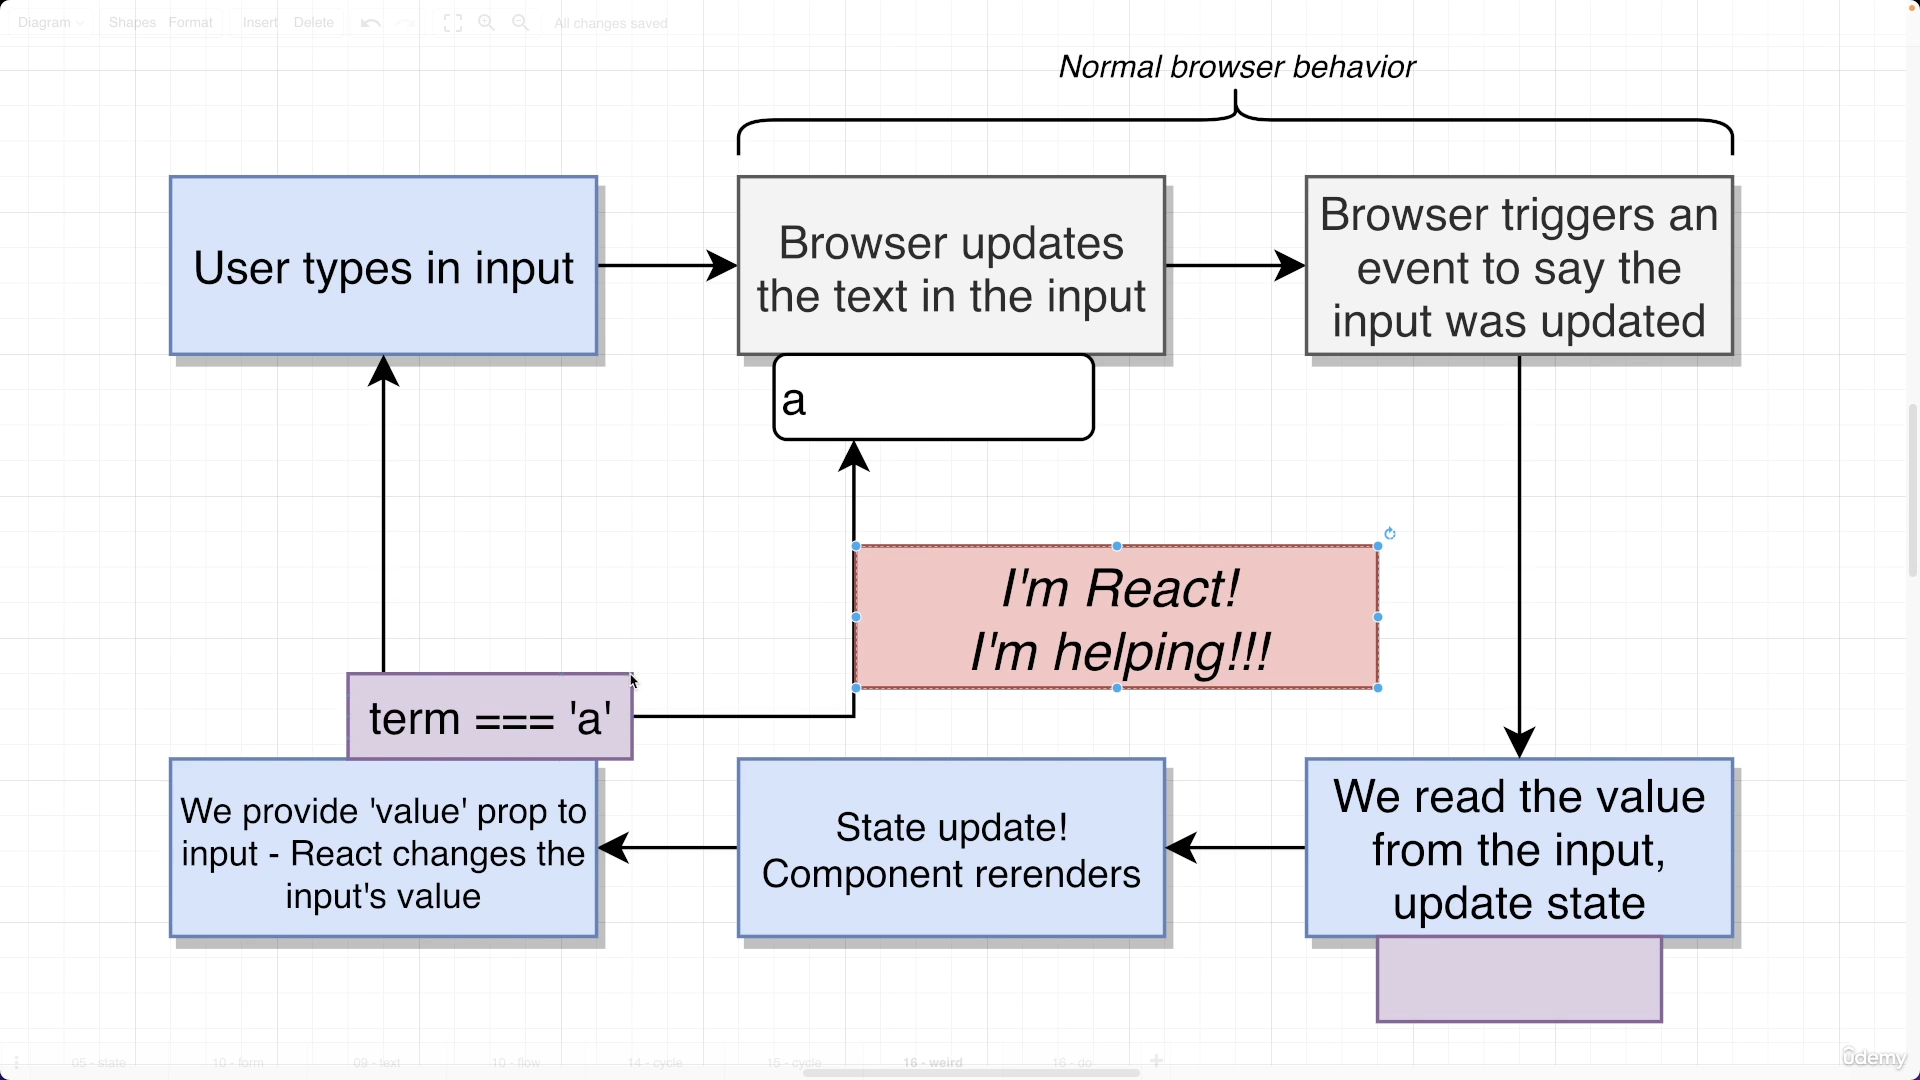 Diagram
Shapes
Format
Insert
Delete
All changes saved
Normal browser behavior
User types in input
Browser updates
the text in the input
Browser triggers an
event to say the
input was updated
a
I'm React!
I'm helping!!!
term === 'a'
We provide 'value' prop to
input - React changes the
input's value
State update!
Component rerenders
We read the value
from the input,
update state
05 - state
10 - form
09 - text
10 - flow
14 - cycle
15 - cycle
16 - weird
16 - do
ûdemy